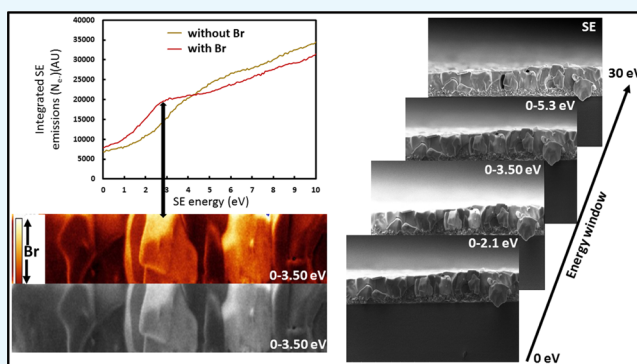 without Br
with Br
Integrated SE
emissions (Nₑ₋)(AU)
40000
35000
30000
25000
20000
15000
10000
5000
0
0 1 2 3 4 5 6 7 8 9 10
SE energy (eV)
Br
0-3.50 eV
0-3.50 eV
SE
30 eV
0-5.3 eV
0-3.50 eV
0-2.1 eV
Energy window
0 eV